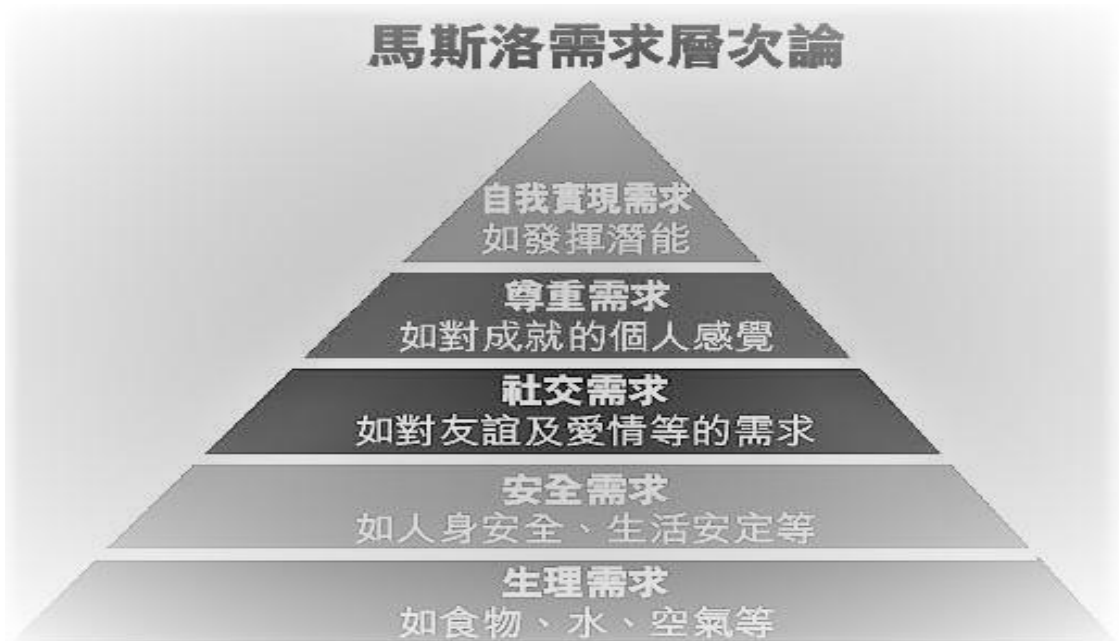 馬斯洛需求層次論
自我實現需求
如發揮潛能
尊重需求
如對成就的個人感覺
社交需求
如對友誼及愛情等的需求
安全需求
如人身安全、生活安定等
生理需求
如食物、水、空氣等